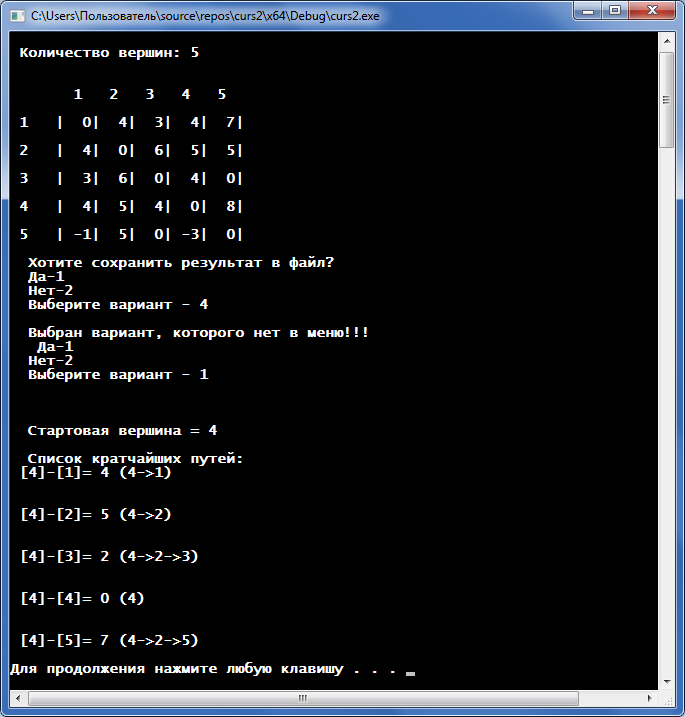 C:\Users\Пользователь\source\repos\curs2\x64\Debug\curs2.exe
Количество вершин: 5
1 2 3 4 5
1 | 0| 4| 3| 4| 7|
2 | 4| 0| 6| 5| 5|
3 | 3| 6| 0| 4| 0|
4 | 4| 5| 4| 0| 8|
5 | -1| 5| 0| -3| 0|
Хотите сохранить результат в файл?
Да-1
Нет-2
Выберите вариант - 4
Выбран вариант, которого нет в меню!!!
Да-1
Нет-2
Выберите вариант - 1
Стартовая вершина = 4
Список кратчайших путей:
[4]-[1]= 4 (4->1)
[4]-[2]= 5 (4->2)
[4]-[3]= 2 (4->2->3)
[4]-[4]= 0 (4)
[4]-[5]= 7 (4->2->5)
Для продолжения нажмите любую клавишу . . .